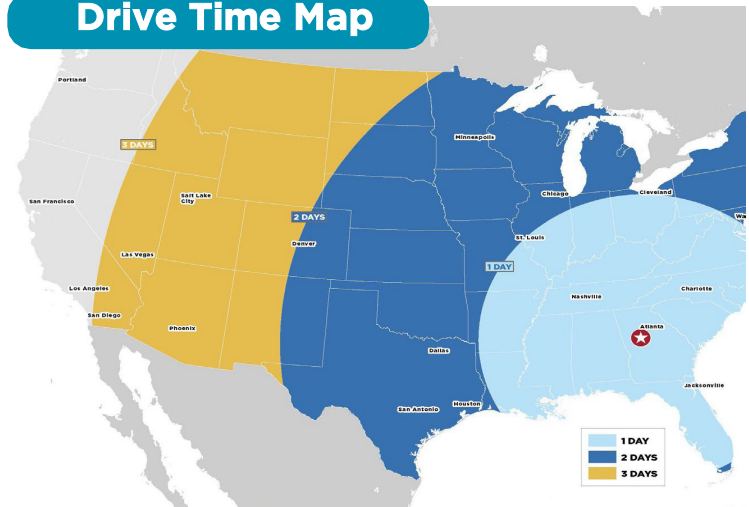 Drive Time Map
Portland
Minneapolis
3 DAYS
Chicago
Cleveland
Salt Lake
City
San Francisco
2 DAYS
Wa
St. Louis
Denver
Las Vegas
1 DAY
Los Angeles
Nashville
Charlotte
San Diego
Phoenix
Atlanta
Dallas
Jacksonville
San Antonio
Houston
1 DAY
2 DAYS
3 DAYS
4